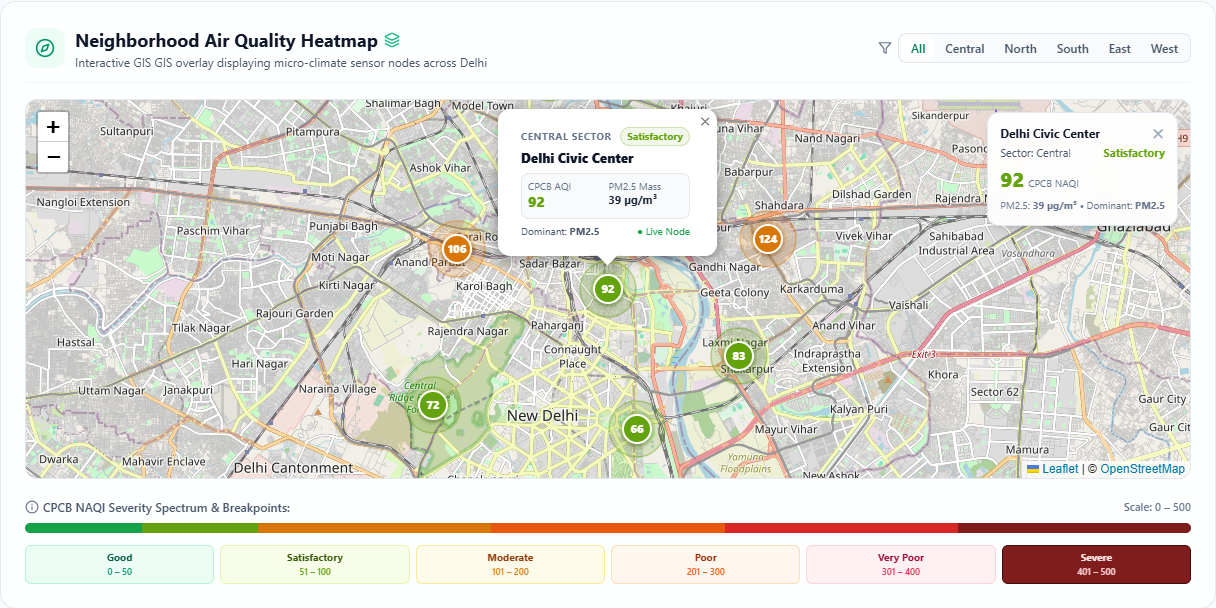 Neighborhood Air Quality Heatmap
Interactive GIS GIS overlay displaying micro-climate sensor nodes across Delhi
All Central North South East West
+
−
Shalimar Bagh
Model Town
Sultanpuri
Pitampura
Ashok Vihar
Nangloi Extension
Paschim Vihar
Punjabi Bagh
Moti Nagar
Anand
Kirti Nagar
Karol Bagh
Sadar Bazar
Rajouri Garden
Tilak Nagar
Hastsal
Hari Nagar
Uttam Nagar
Janakpuri
Naraina Village
Rajendra Nagar
Paharganj
Connaught
Place
Central
Ridge
New Delhi
Dwarka
Mahavir Enclave
Delhi Cantonment
Khajuri
Vihar
Nand Nagari
Babarpur
Shahdara
Dilshad Garden
Sikanderpur
Vivek Vihar
Sahibabad
Industrial Area
Vasundhara
Ghaziabad
Gandhi Nagar
Geeta Colony
Karkarduma
Vaishali
Anand Vihar
Laxmi Nagar
Shakarpur
Indraprastha
Extension
Exit 3
Khora
Sector 62
Gaur City
Kalyan Puri
Mayur Vihar
Yamuna
Floodplains
Mamura
New Ashok
106
124
92
83
72
66
CENTRAL SECTOR Satisfactory
×
Delhi Civic Center
CPCB AQI PM2.5 Mass
92 39 µg/m³
Dominant: PM2.5 ● Live Node
Delhi Civic Center
Sector: Central Satisfactory
92 CPCB NAQI
PM2.5: 39 µg/m³ • Dominant: PM2.5
Leaflet | © OpenStreetMap
CPCB NAQI Severity Spectrum & Breakpoints: Scale: 0 – 500
Good Satisfactory Moderate Poor Very Poor Severe
0 – 50 51 – 100 101 – 200 201 – 300 301 – 400 401 – 500